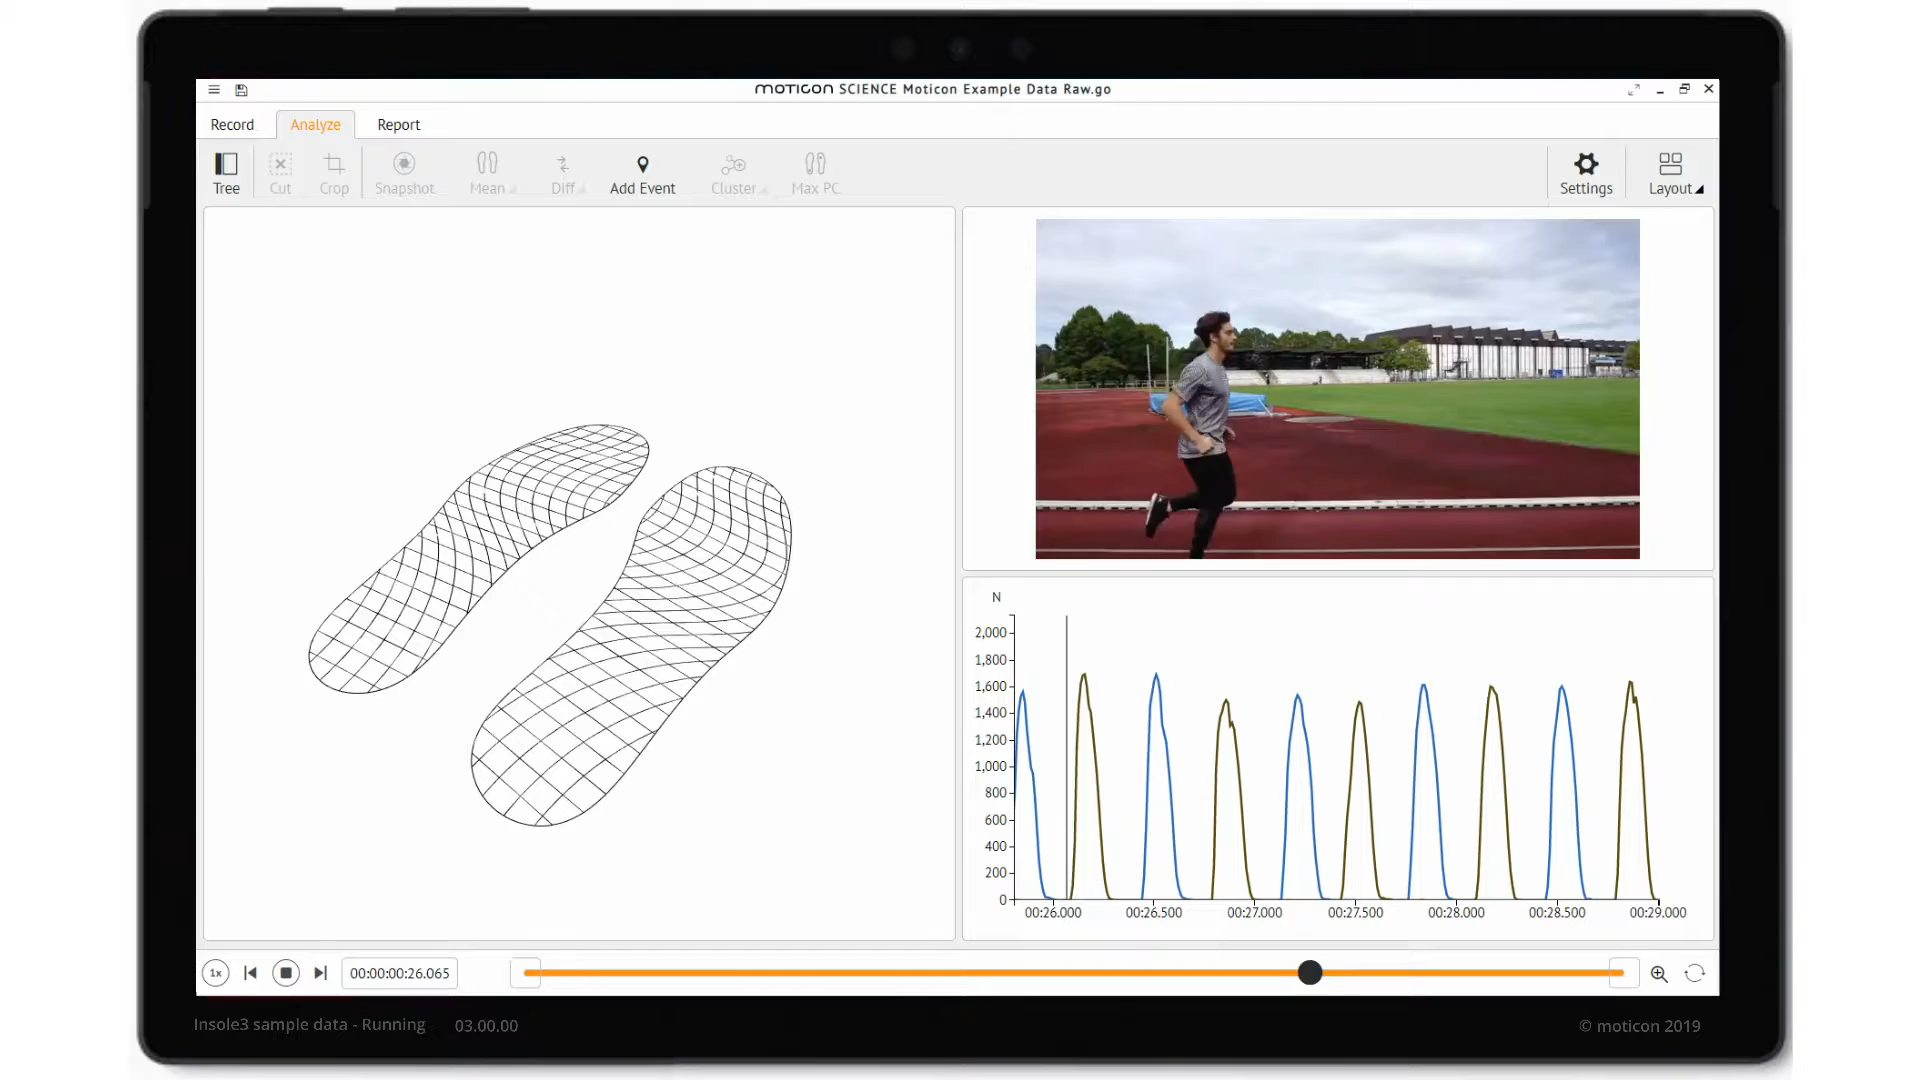 moticon SCIENCE Moticon Example Data Raw.go
Record Analyze Report
Tree Cut Crop Snapshot Mean Diff Add Event Cluster Max PC Settings Layout
N
2,000
1,800
1,600
1,400
1,200
1,000
800
600
400
200
0
00:26.000 00:26.500 00:27.000 00:27.500 00:28.000 00:28.500 00:29.000
1x 00:00:00:26.065
Insole3 sample data - Running 03.00.00 © moticon 2019